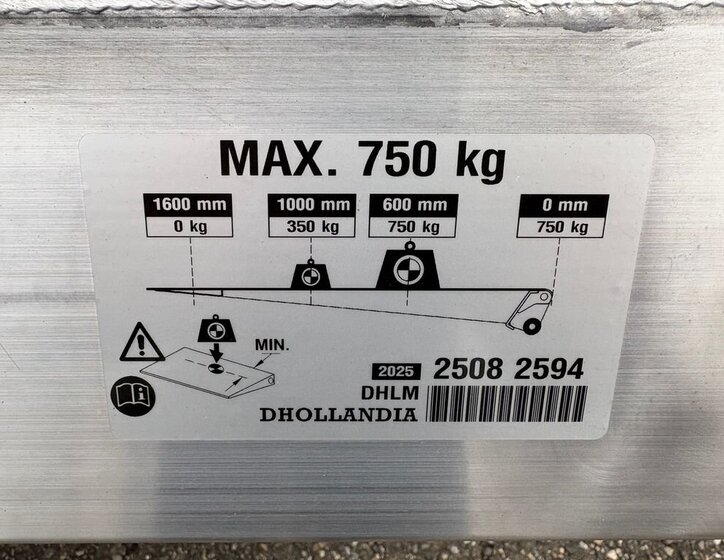 MAX. 750 kg
1600 mm 1000 mm 600 mm 0 mm
0 kg 350 kg 750 kg 750 kg
MIN.
2025 2508 2594
DHLM
DHOLLANDIA